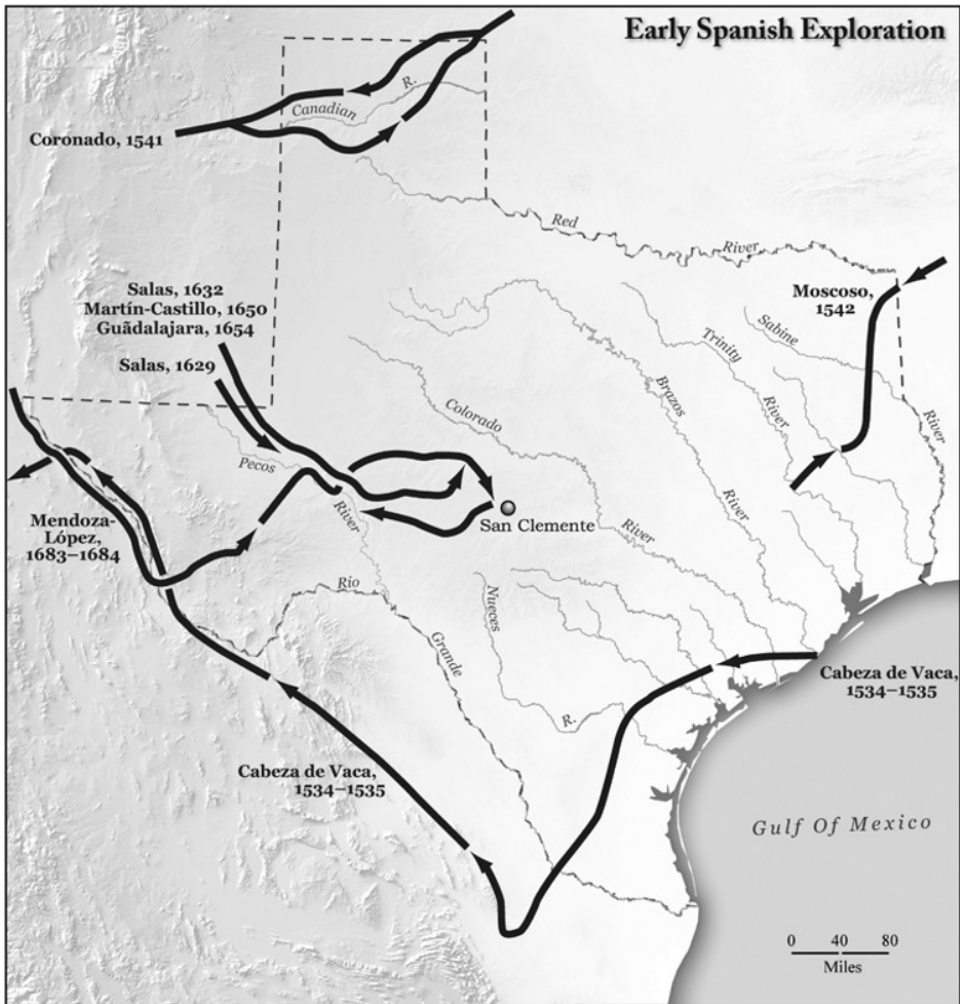 Early Spanish Exploration
Canadian
R.
Coronado, 1541
Red
River
Salas, 1632
Martín-Castillo, 1650
Guãdalajara, 1654
Moscoso,
1542
Sabine
Trinity
Salas, 1629
Brazos
River
River
Colorado
Pecos
River
San Clemente
River
River
Mendoza-
López,
1683–1684
Rio
Nueces
Grande
Cabeza de Vaca,
1534–1535
R.
Cabeza de Vaca,
1534–1535
Gulf Of Mexico
0 40 80
Miles